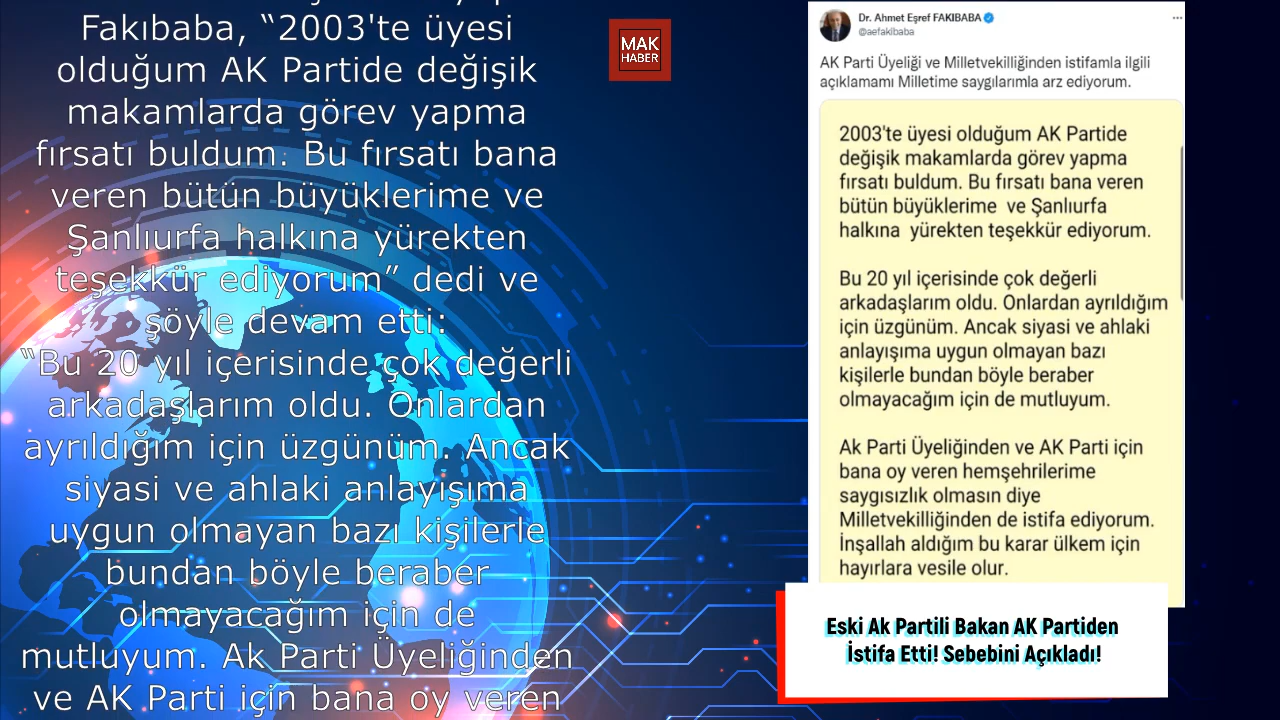 Fakıbaba, “2003'te üyesi
olduğum AK Partide değişik
makamlarda görev yapma
fırsatı buldum. Bu fırsatı bana
veren bütün büyüklerime ve
Şanlıurfa halkına yürekten
teşekkür ediyorum” dedi ve
şöyle devam etti:
“Bu 20 yıl içerisinde çok değerli
arkadaşlarım oldu. Onlardan
ayrıldığım için üzgünüm. Ancak
siyasi ve ahlaki anlayışıma
uygun olmayan bazı kişilerle
bundan böyle beraber
olmayacağım için de
mutluyum. Ak Parti Üyeliğinden
ve AK Parti için bana oy veren
MAK
HABER
Dr. Ahmet Eşref FAKIBABA
@aefakibaba
AK Parti Üyeliği ve Milletvekilliğinden istifamla ilgili
açıklamamı Milletime saygılarımla arz ediyorum.
2003'te üyesi olduğum AK Partide
değişik makamlarda görev yapma
fırsatı buldum. Bu fırsatı bana veren
bütün büyüklerime ve Şanlıurfa
halkına yürekten teşekkür ediyorum.
Bu 20 yıl içerisinde çok değerli
arkadaşlarım oldu. Onlardan ayrıldığım
için üzgünüm. Ancak siyasi ve ahlaki
anlayışıma uygun olmayan bazı
kişilerle bundan böyle beraber
olmayacağım için de mutluyum.
Ak Parti Üyeliğinden ve AK Parti için
bana oy veren hemşehrilerime
saygısızlık olmasın diye
Milletvekilliğinden de istifa ediyorum.
İnşallah aldığım bu karar ülkem için
hayırlara vesile olur.
Eski Ak Partili Bakan AK Partiden
İstifa Etti! Sebebini Açıkladı!